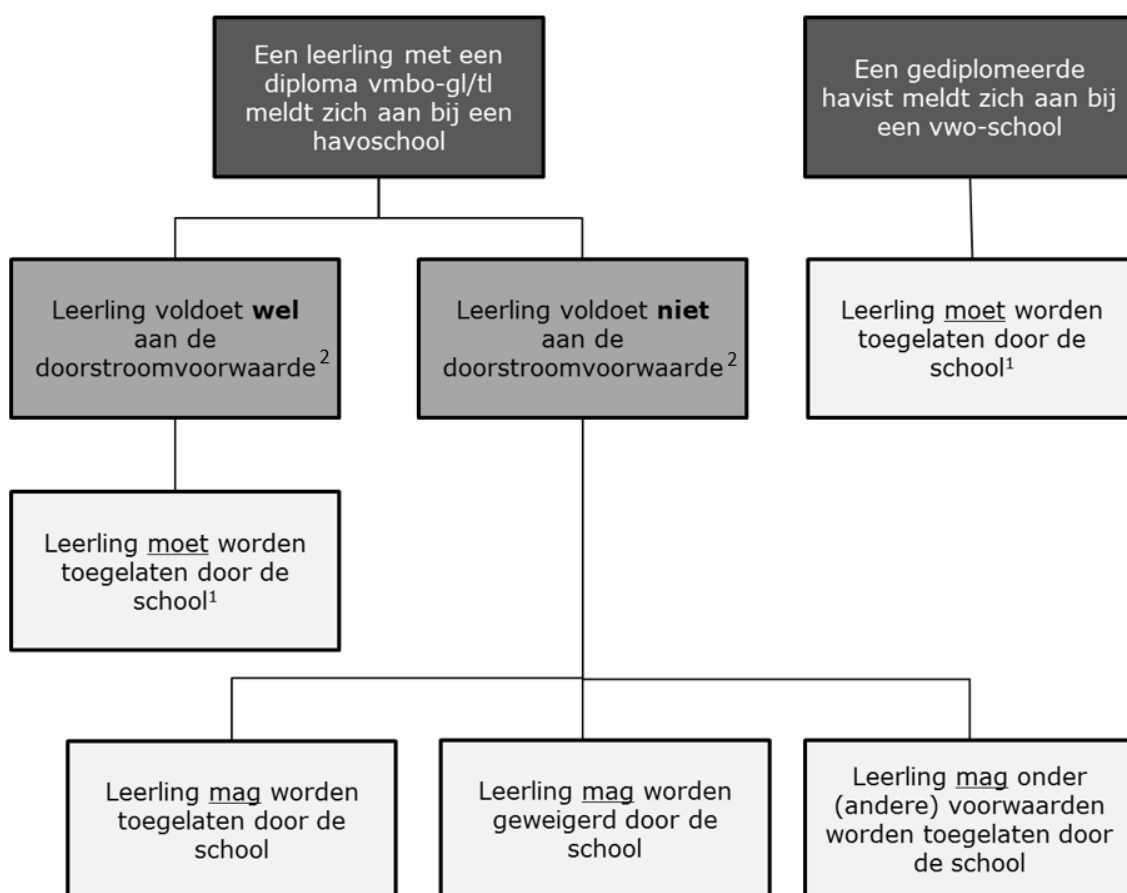 Een leerling met een
diploma vmbo-gl/tl
meldt zich aan bij een
havoschool
Een gediplomeerde
havist meldt zich aan bij
een vwo-school
Leerling voldoet wel
aan de
doorstroomvoorwaarde²
Leerling voldoet niet
aan de
doorstroomvoorwaarde²
Leerling moet worden
toegelaten door de
school¹
Leerling moet worden
toegelaten door de
school¹
Leerling mag worden
toegelaten door de
school
Leerling mag worden
geweigerd door de
school
Leerling mag onder
(andere) voorwaarden
worden toegelaten door
de school